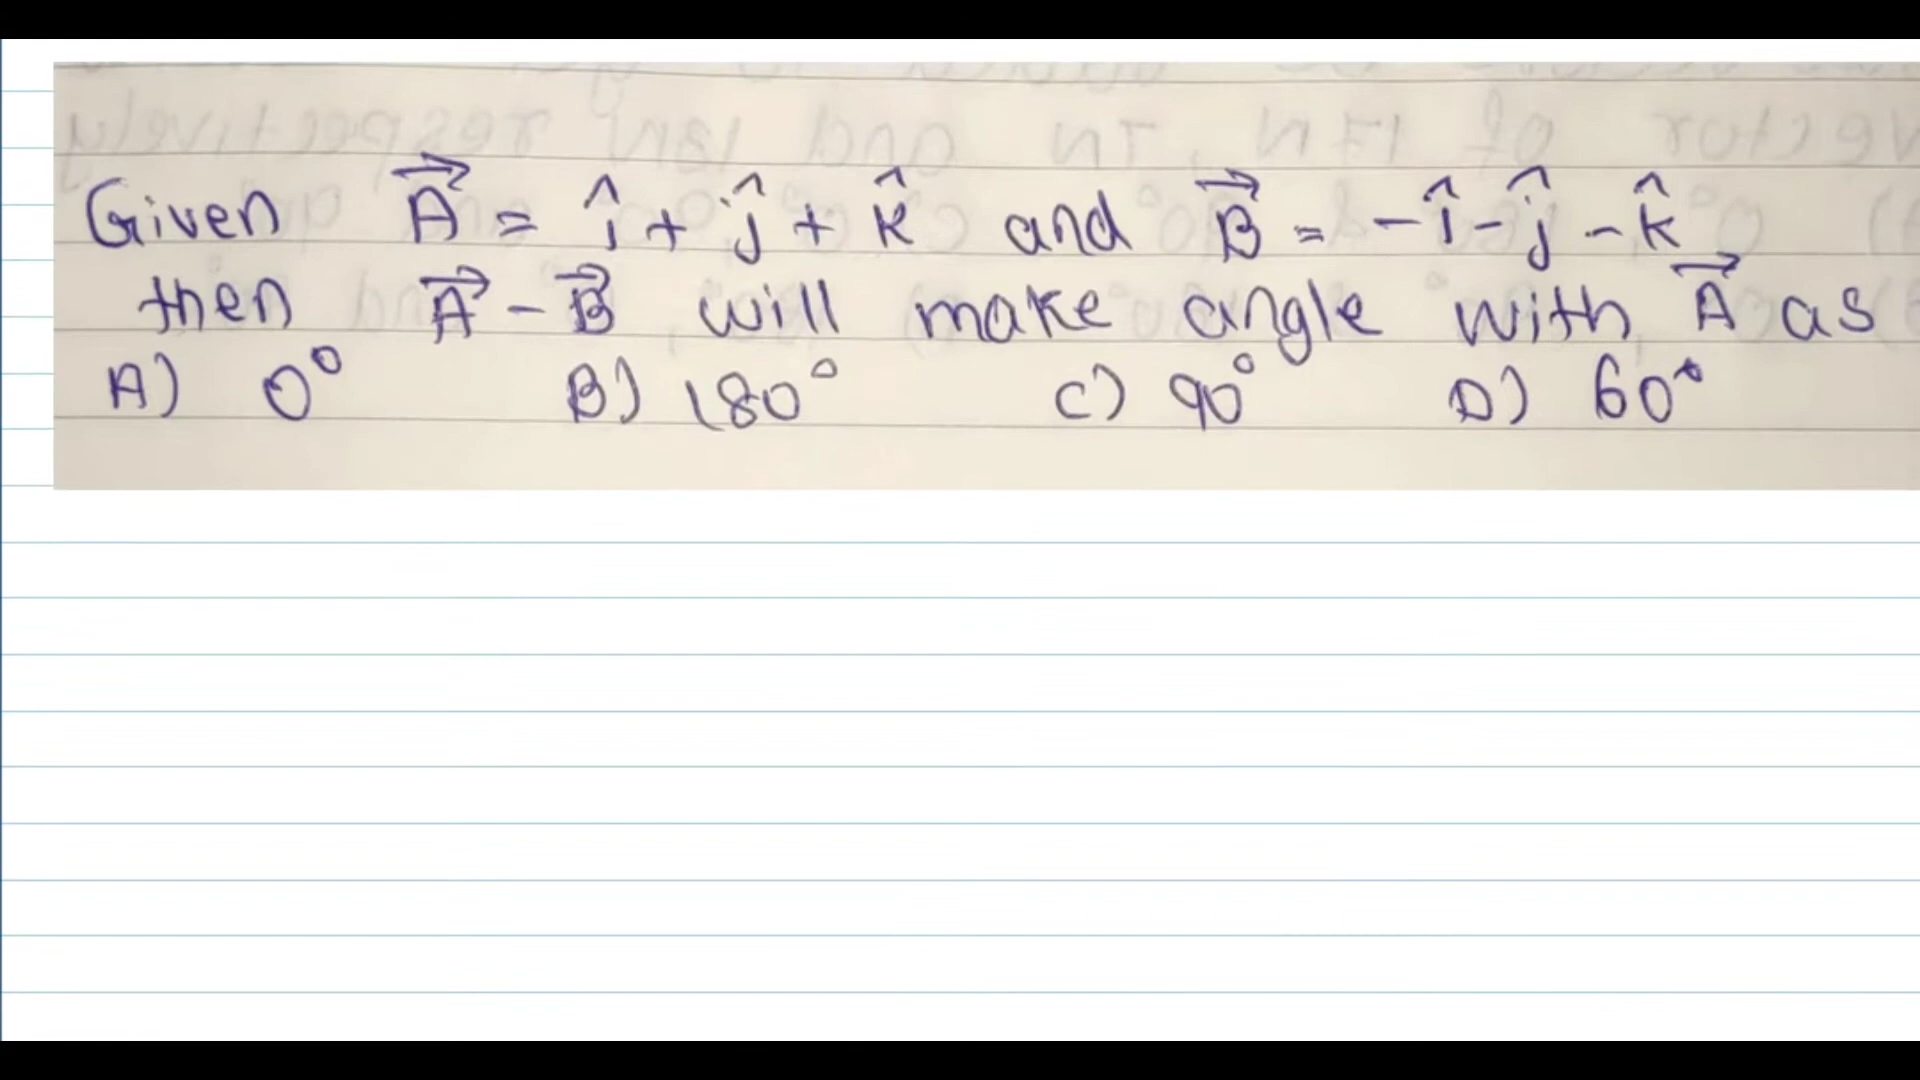 Given A⃗ = î + ĵ + k̂ and B⃗ = -î - ĵ - k̂
then A⃗ - B⃗ will make angle with A⃗ as
A) 0° B) 180° C) 90° D) 60°